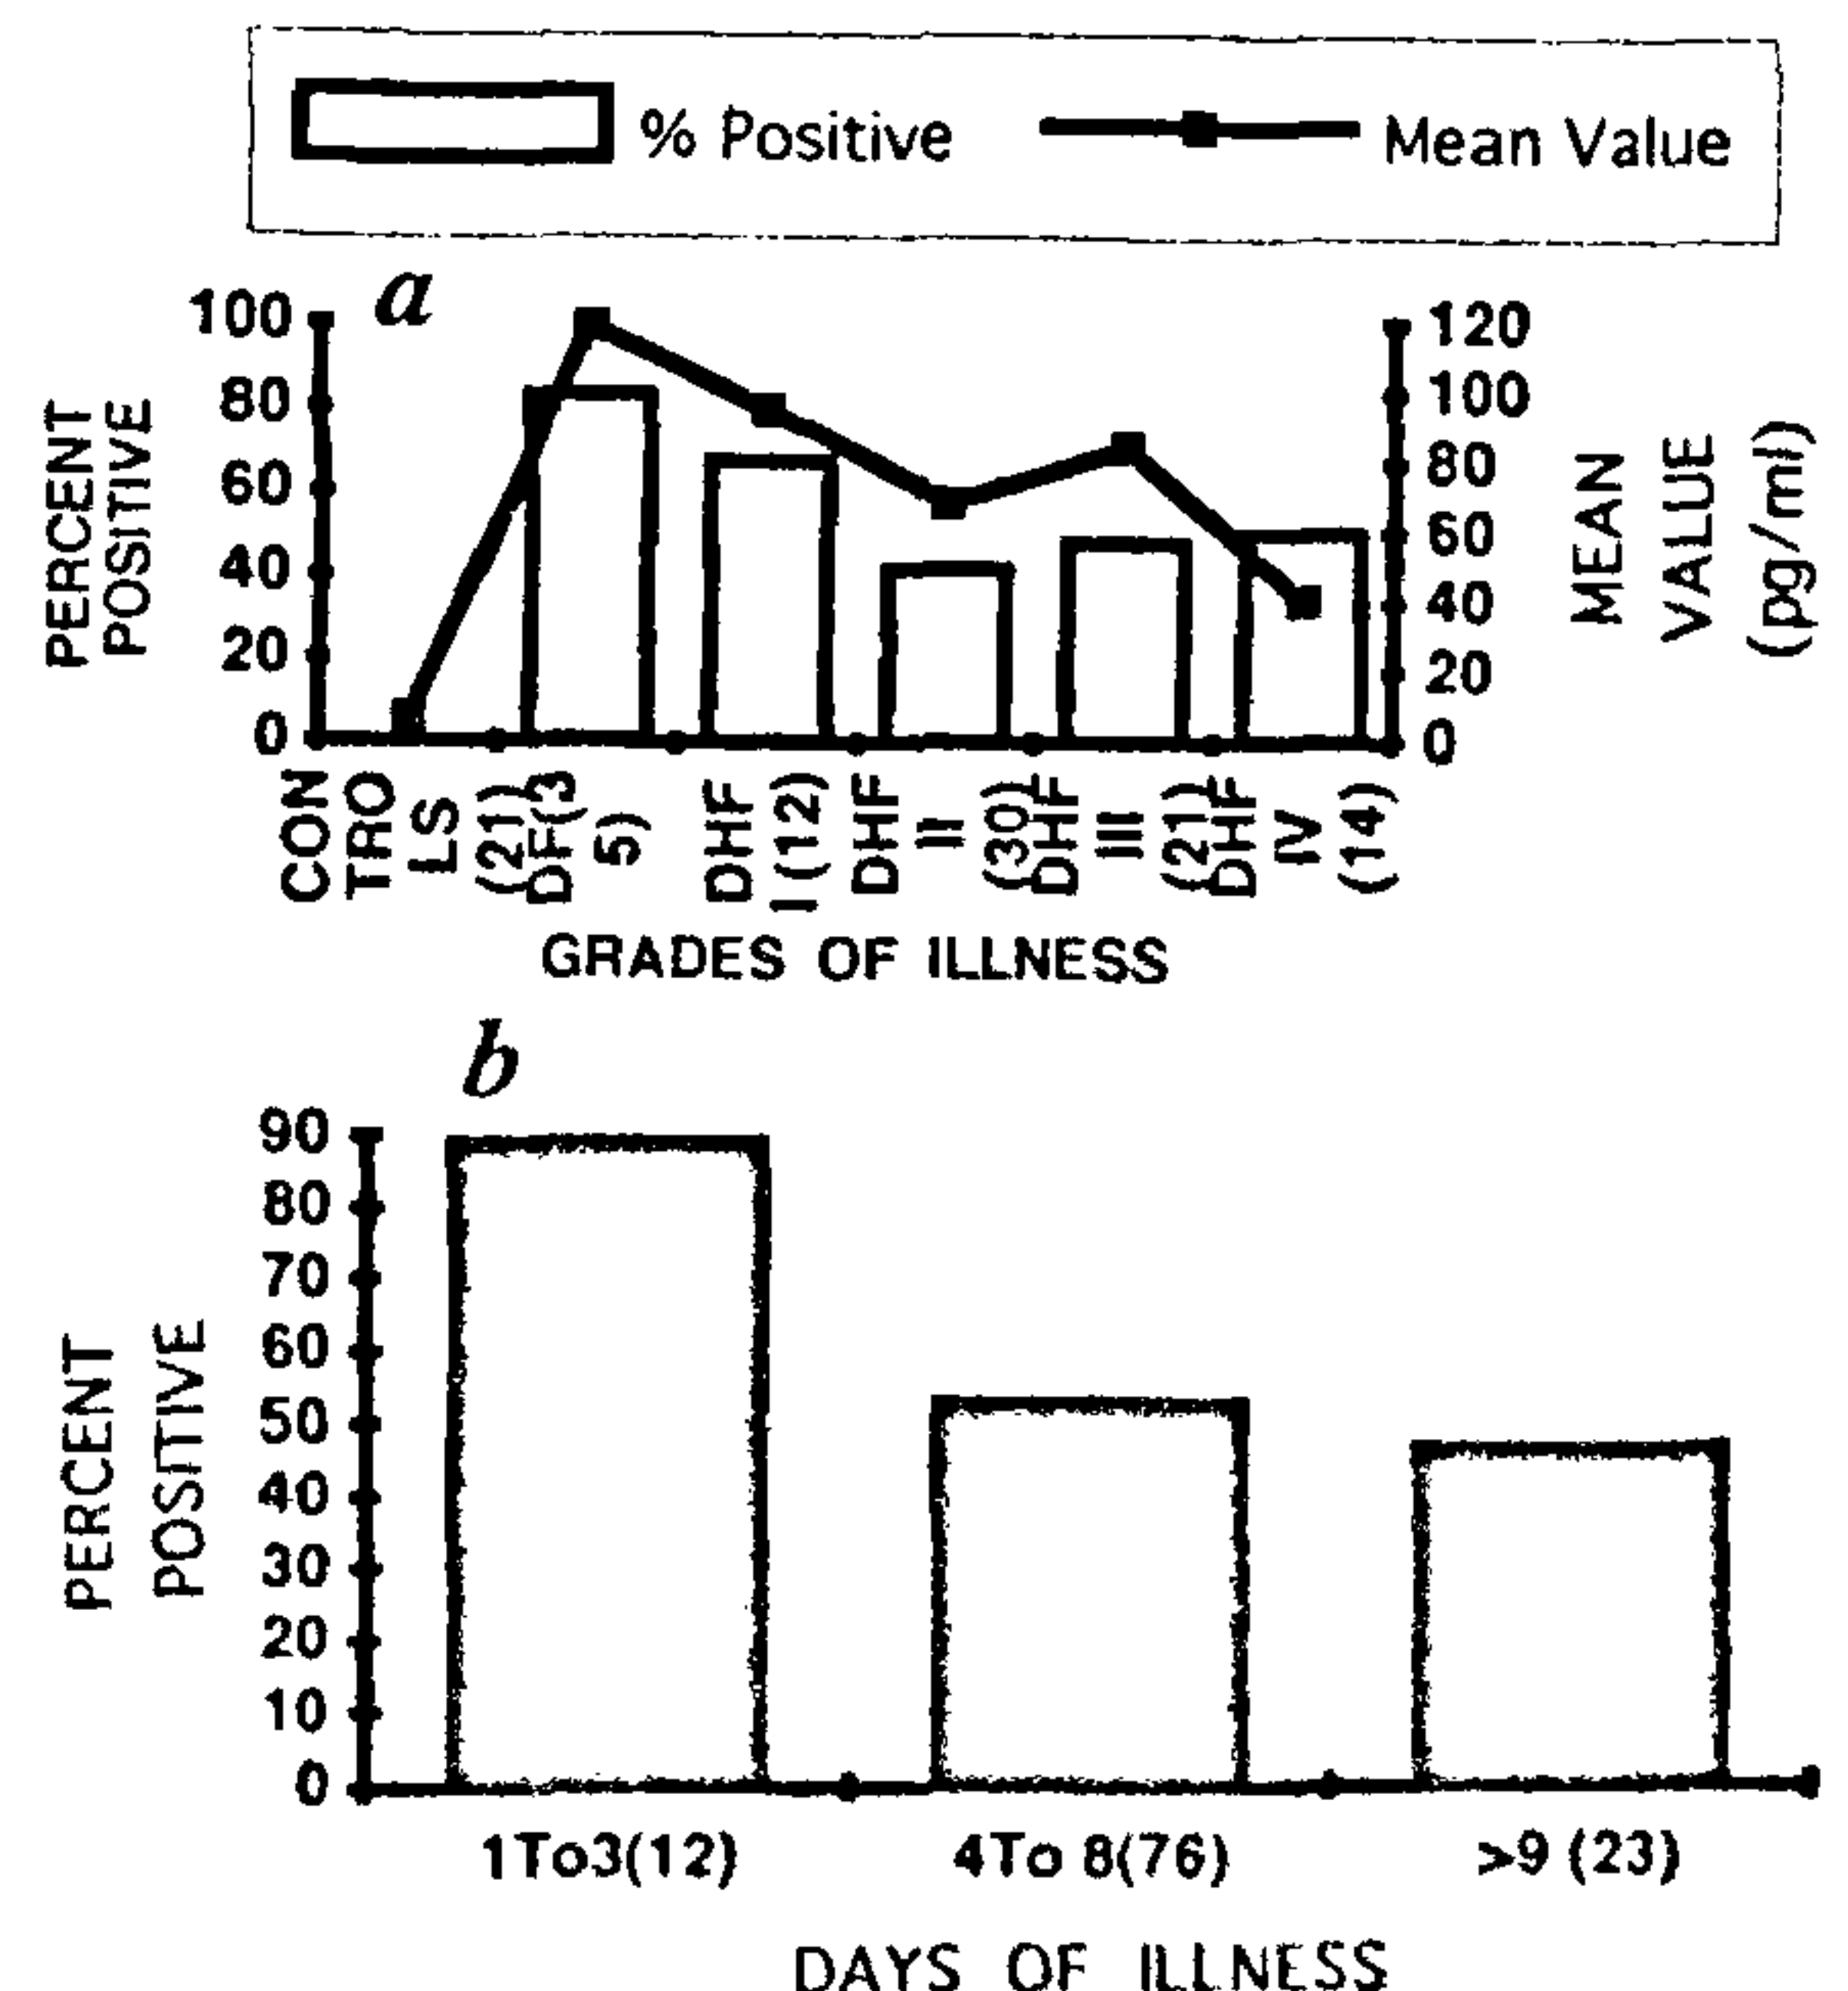 % Positive Mean Value
a
PERCENT
POSITIVE
100
80
60
40
20
0
120
100
80
60
40
20
0
MEAN
VALUE
(pg/ml)
CON
TRO
LS
(21)
DF(3
5)
DHF
I(12)
DHF
II
(30)
DHF
III
(21)
DHF
IV
(14)
GRADES OF ILLNESS
b
PERCENT
POSITIVE
90
80
70
60
50
40
30
20
10
0
1To3(12) 4To 8(76) >9 (23)
DAYS OF ILLNESS